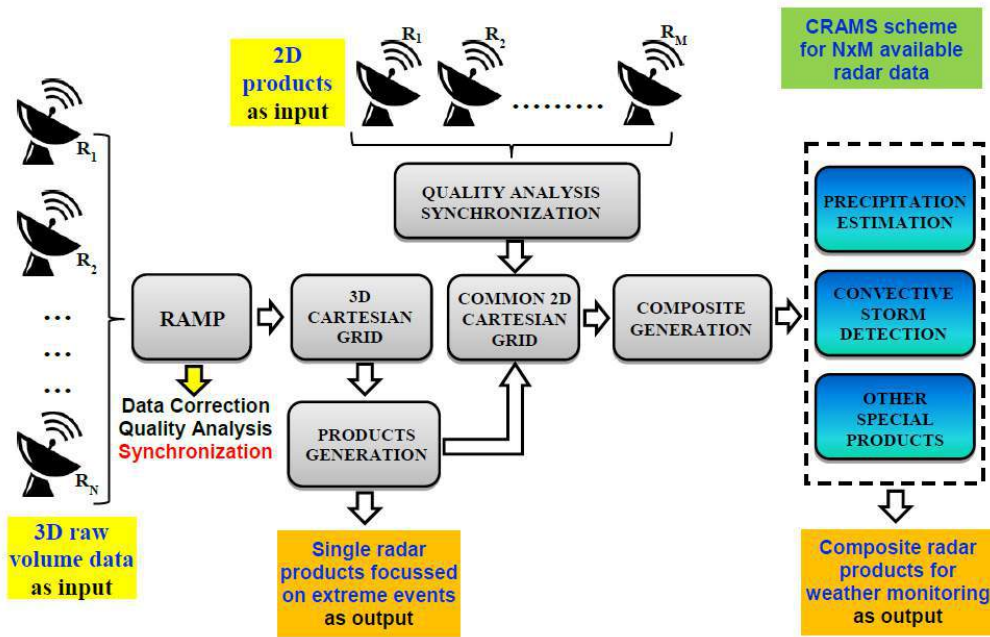 CRAMS scheme
for NxM available
radar data
2D
products
as input
R1
R2
RM
.........
R1
R2
...
...
...
RN
3D raw
volume data
as input
QUALITY ANALYSIS
SYNCHRONIZATION
RAMP
3D
CARTESIAN
GRID
COMMON 2D
CARTESIAN
GRID
COMPOSITE
GENERATION
PRECIPITATION
ESTIMATION
CONVECTIVE
STORM
DETECTION
OTHER
SPECIAL
PRODUCTS
Data Correction
Quality Analysis
Synchronization
PRODUCTS
GENERATION
Single radar
products focussed
on extreme events
as output
Composite radar
products for
weather monitoring
as output